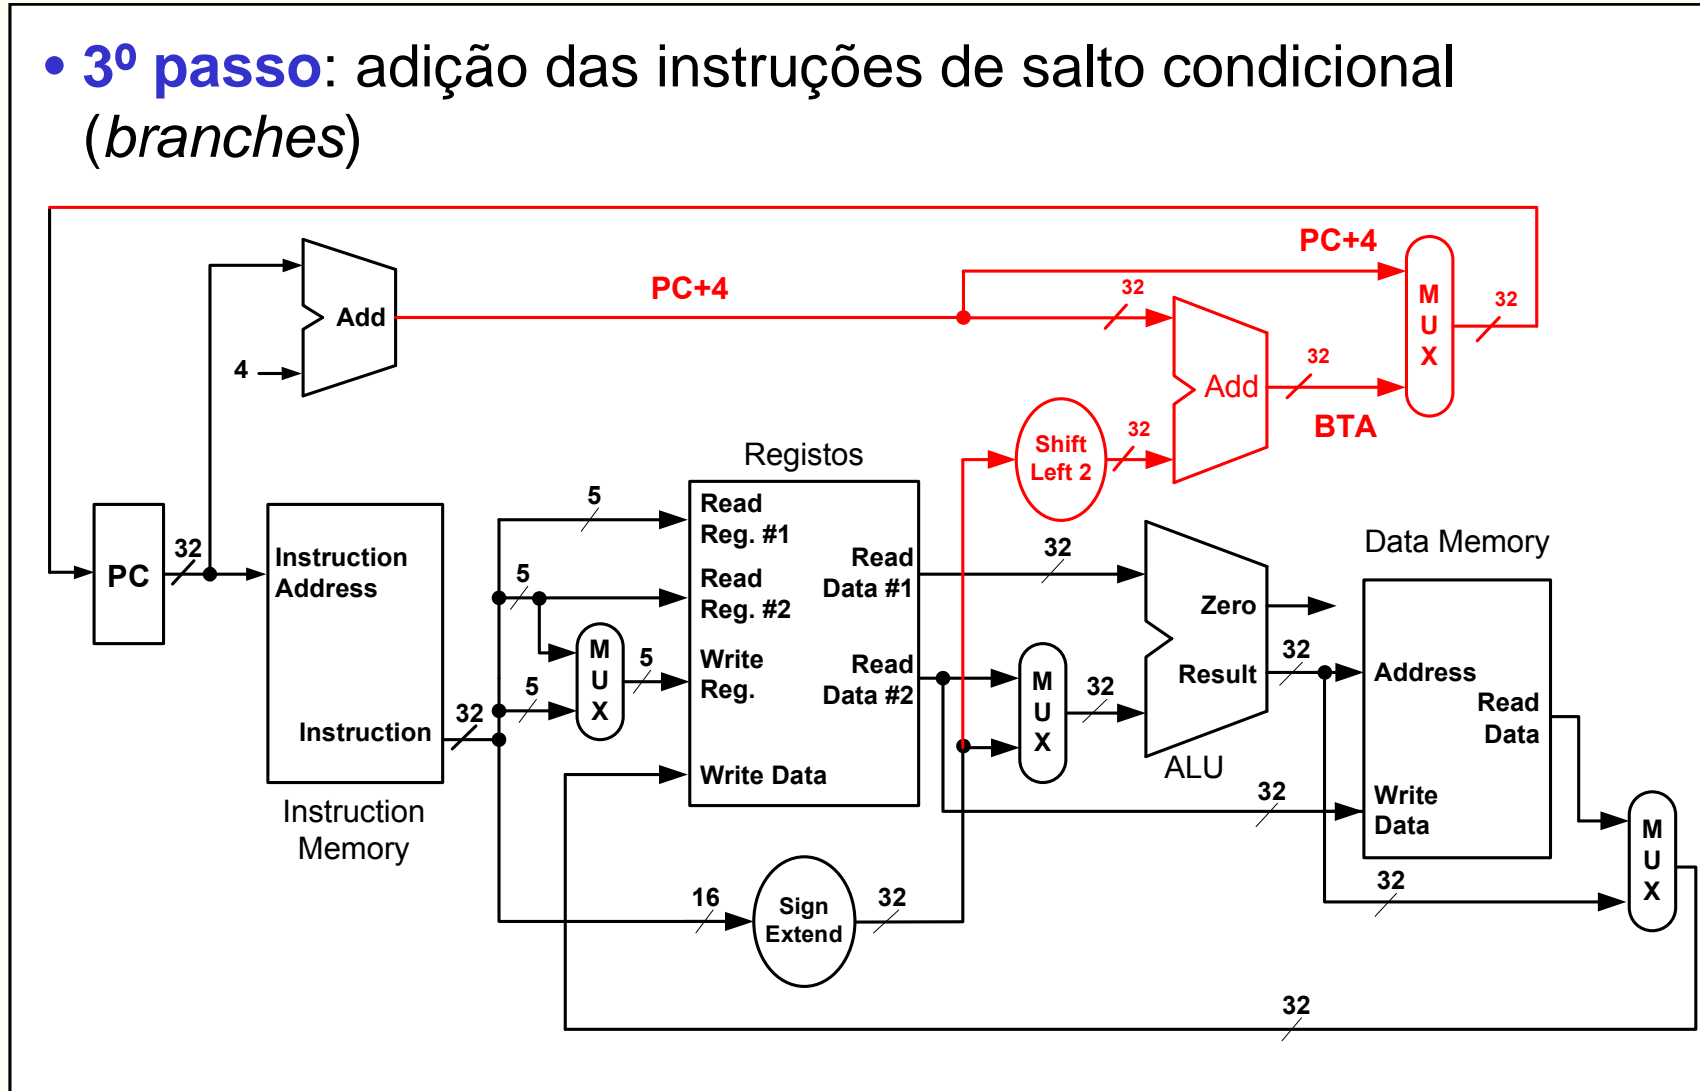 • 3º passo: adição das instruções de salto condicional
(branches)
PC+4
PC+4
32
32
M
U
X
Add
32
4
Add
BTA
Shift
Left 2
32
Registos
5
Read
Reg. #1
Read
Data #1
32
Data Memory
PC
32
Instruction
Address
5
Read
Reg. #2
Zero
M
U
X
5
Write
Reg.
Read
Data #2
M
U
X
32
Result
32
Address
Read
Data
5
Instruction
32
Write Data
ALU
32
Write
Data
Instruction
Memory
M
U
X
16
Sign
Extend
32
32
32